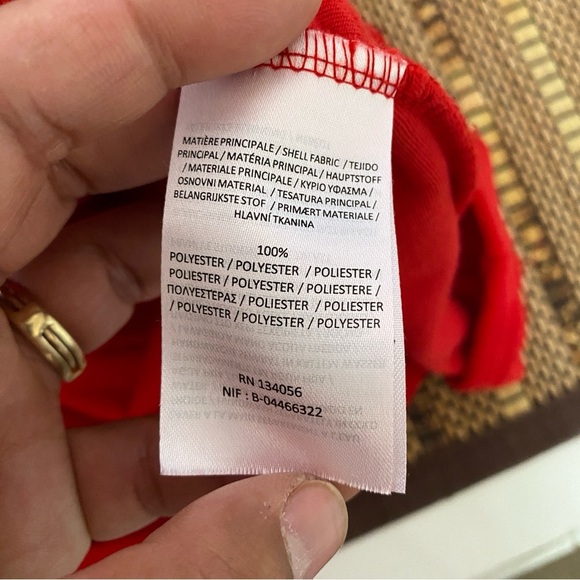 MATIÈRE PRINCIPALE / SHELL FABRIC / TEJIDO
PRINCIPAL / MATÉRIA PRINCIPAL / HAUPTSTOFF
/ MATERIALE PRINCIPALE / ΚΥΡΙΟ ΥΦΑΣΜΑ /
OSNOVNI MATERIAL / TESATURA PRINCIPAL /
BELANGRIJKSTE STOF / PRIMÆRT MATERIALE /
HLAVNÍ TKANINA
100%
POLYESTER / POLYESTER / POLIESTER /
POLIESTER / POLYESTER / POLIESTERE /
ΠΟΛΥΕΣΤΕΡΑΣ / POLIESTER / POLIESTER
/ POLYESTER / POLYESTER / POLYESTER
RN 134056
NIF : B-04466322